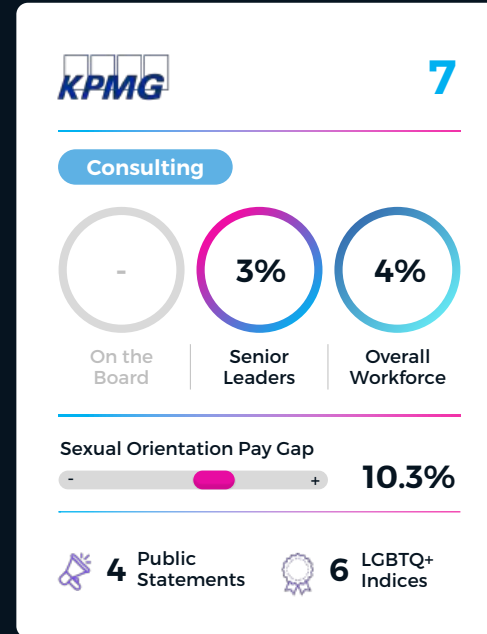 KPMG
7
Consulting
-
3%
4%
On the
Board
Senior
Leaders
Overall
Workforce
Sexual Orientation Pay Gap
- +
10.3%
4 Public
Statements
6 LGBTQ+
Indices